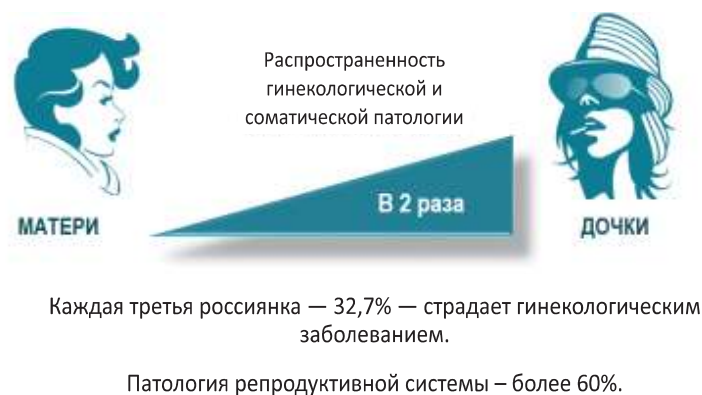 Распространенность
гинекологической и
соматической патологии
В 2 раза
МАТЕРИ
ДОЧКИ
Каждая третья россиянка — 32,7% — страдает гинекологическим
заболеванием.
Патология репродуктивной системы – более 60%.